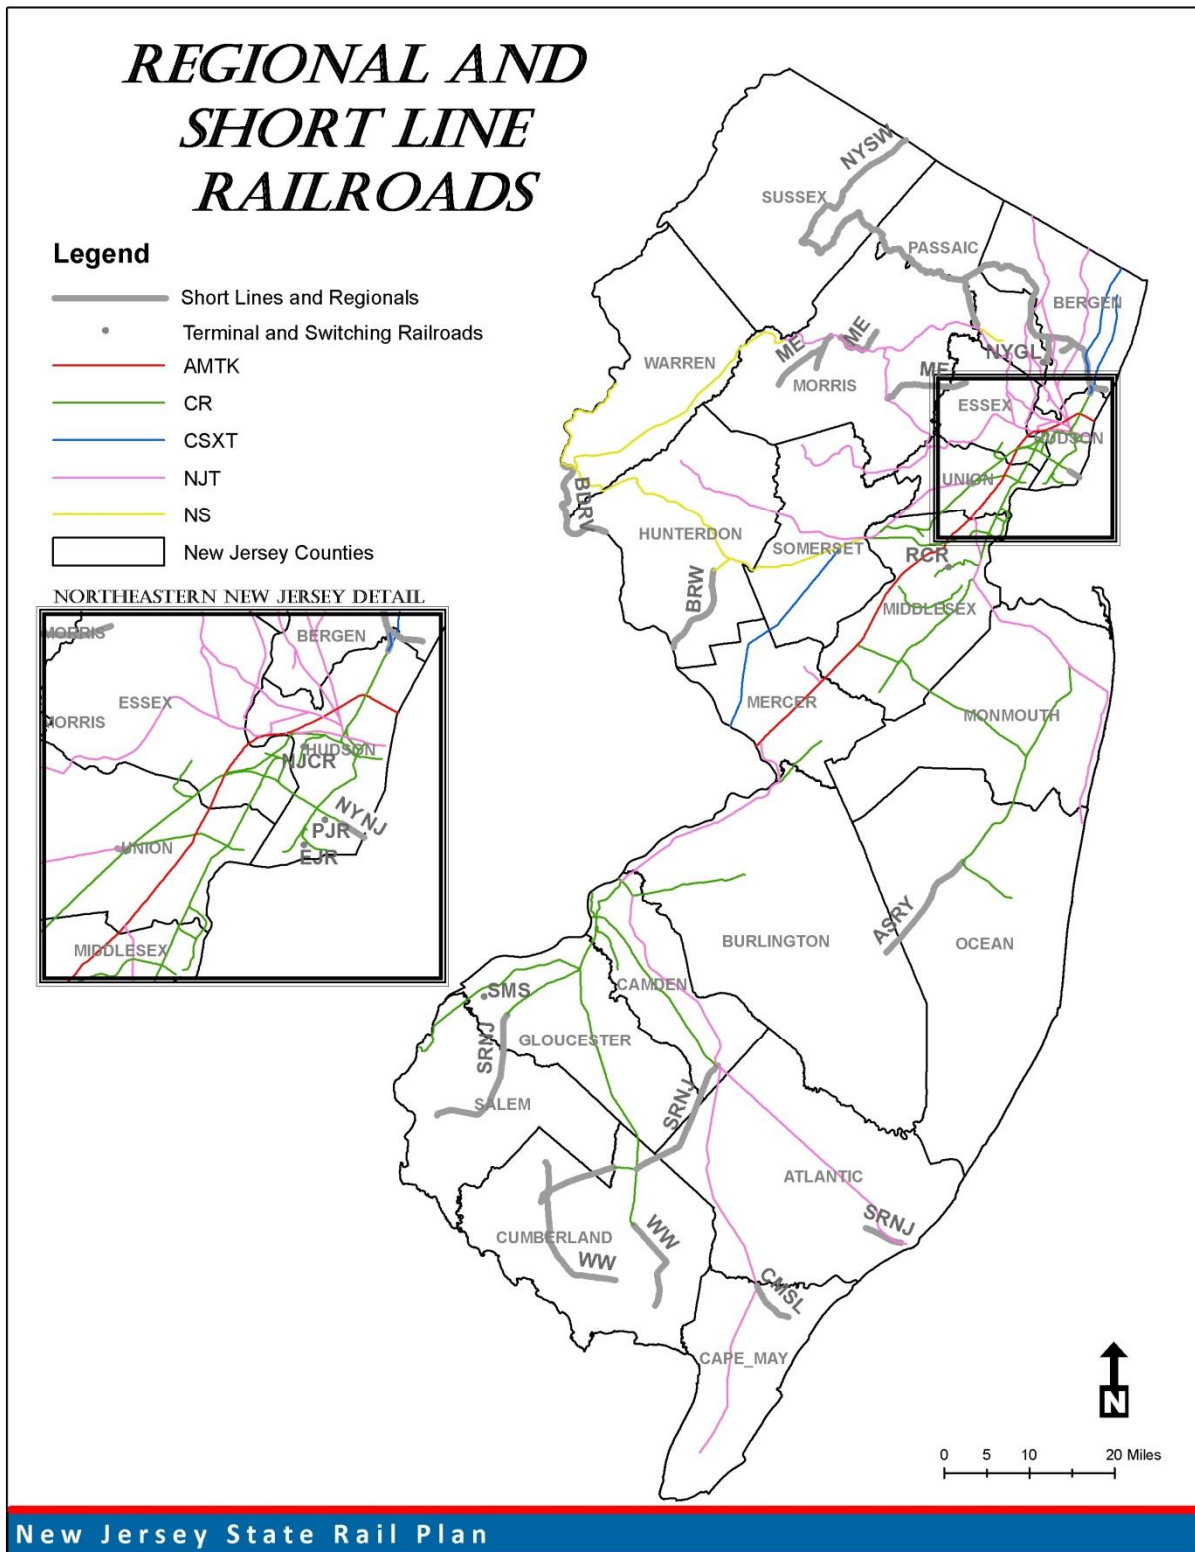 REGIONAL AND
SHORT LINE
RAILROADS
Legend
Short Lines and Regionals
Terminal and Switching Railroads
AMTK
CR
CSXT
NJT
NS
New Jersey Counties
NORTHEASTERN NEW JERSEY DETAIL
MORRIS
BERGEN
ESSEX
MORRIS
HUDSON
NJCR
NYNJ
PJR
EJR
UNION
MIDDLESEX
NYSW
SUSSEX
PASSAIC
BERGEN
NYGL
ME
ME
ME
WARREN
MORRIS
ESSEX
HUDSON
UNION
BDRV
HUNTERDON
SOMERSET
RCR
BRW
MIDDLESEX
MERCER
MONMOUTH
ASRY
BURLINGTON
OCEAN
CAMDEN
SMS
SRNJ
GLOUCESTER
SALEM
SRNJ
ATLANTIC
SRNJ
CUMBERLAND
WW
WW
CMSL
CAPE_MAY
N
0 5 10 20 Miles
New Jersey State Rail Plan